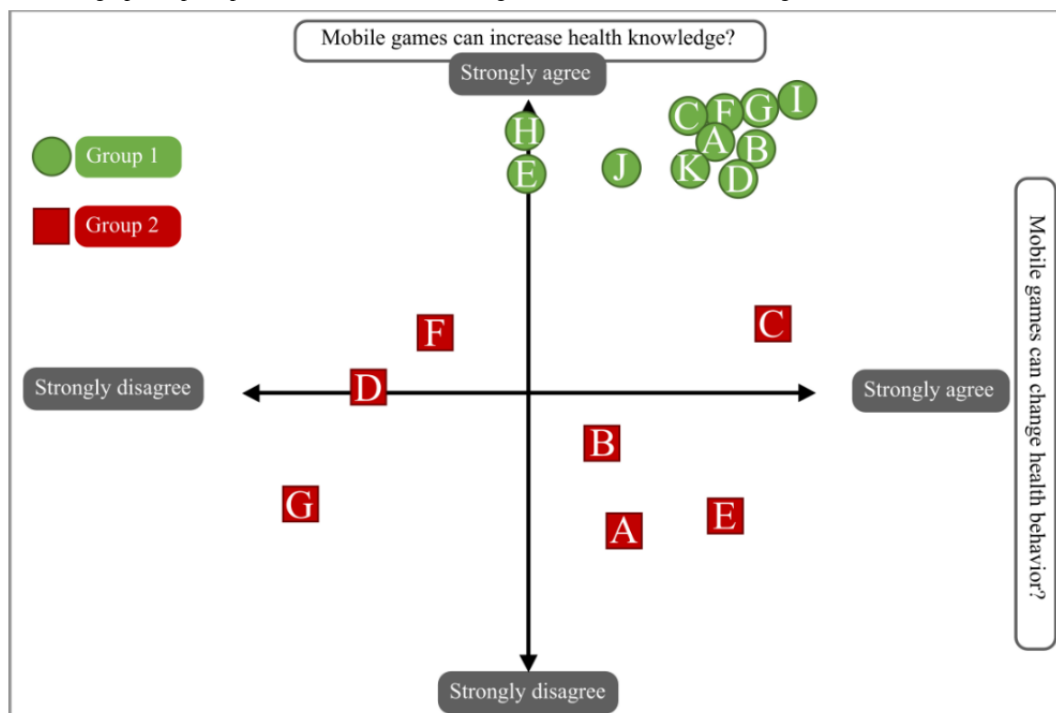 Mobile games can increase health knowledge?
Strongly agree
C F G I
H A B
E J K D
Group 1
Group 2
F C
Strongly disagree D Strongly agree
B
G A E
Strongly disagree
Mobile games can change health behavior?